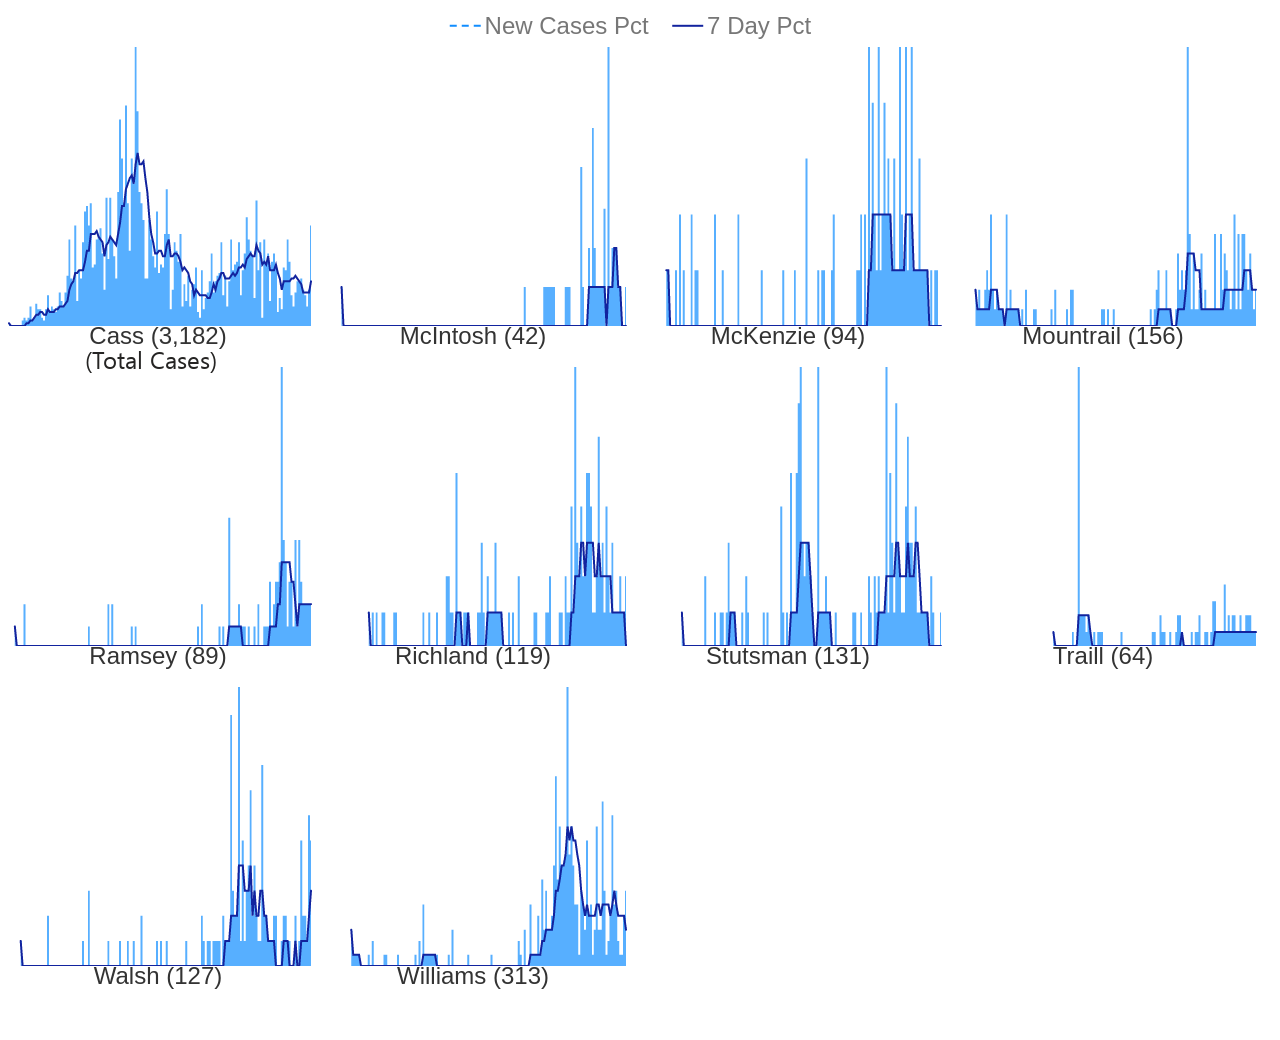 New Cases Pct 7 Day Pct
Cass (3,182) McIntosh (42) McKenzie (94) Mountrail (156)
(Total Cases)
Ramsey (89) Richland (119) Stutsman (131) Traill (64)
Walsh (127) Williams (313)